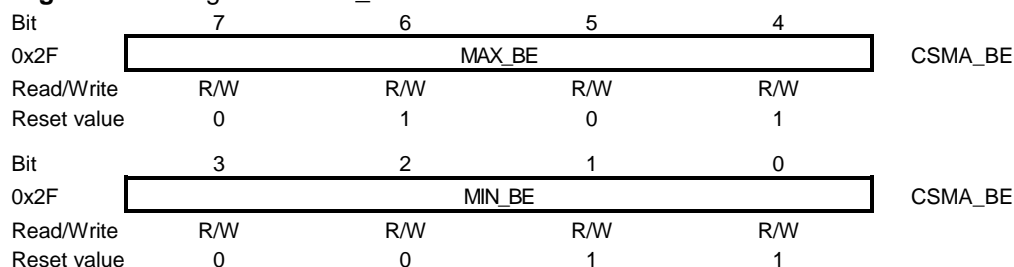 Bit 7 6 5 4
0x2F MAX_BE CSMA_BE
Read/Write R/W R/W R/W R/W
Reset value 0 1 0 1
Bit 3 2 1 0
0x2F MIN_BE CSMA_BE
Read/Write R/W R/W R/W R/W
Reset value 0 0 1 1